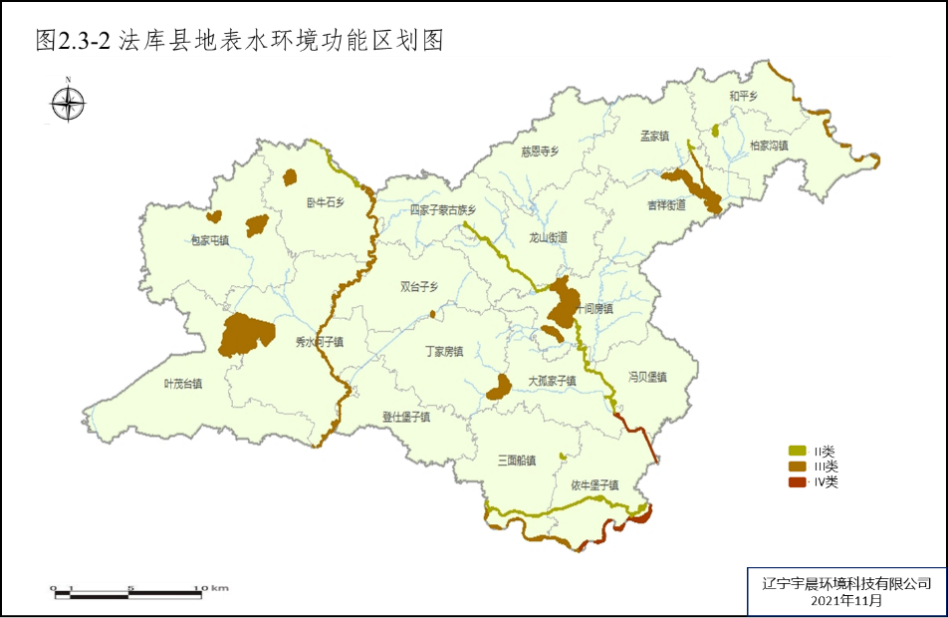 图2.3-2 法库县地表水环境功能区划图
N
和平乡
孟家镇
柏家沟镇
慈恩寺乡
卧牛石乡
吉祥街道
四家子蒙古族乡
龙山街道
包家屯镇
双台子乡
十间房镇
秀水河子镇
丁家房镇
叶茂台镇
大孤家子镇
冯贝堡镇
登仕堡子镇
三面船镇
依牛堡子镇
II类
III类
IV类
0 1 5 10 km
辽宁宇晨环境科技有限公司
2021年11月